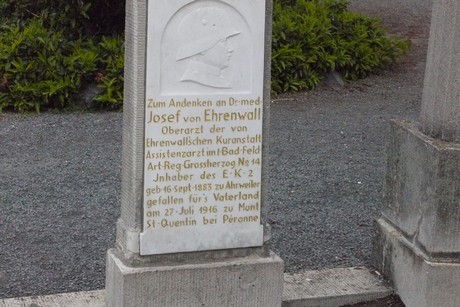 Zum Andenken an Dr. med.
Josef von Ehrenwall
Oberarzt der von
Ehrenwall'schen Kuranstalt
Assistenzarzt im 1·Bad·Feld
Art·Reg·Grossherzog № 14
Jnhaber des E·K·2
geb·16·Sept·1883 zu Ahrweiler
gefallen für's Vaterland
am 27·Juli 1916 zu Mont
St·Quentin bei Péronne